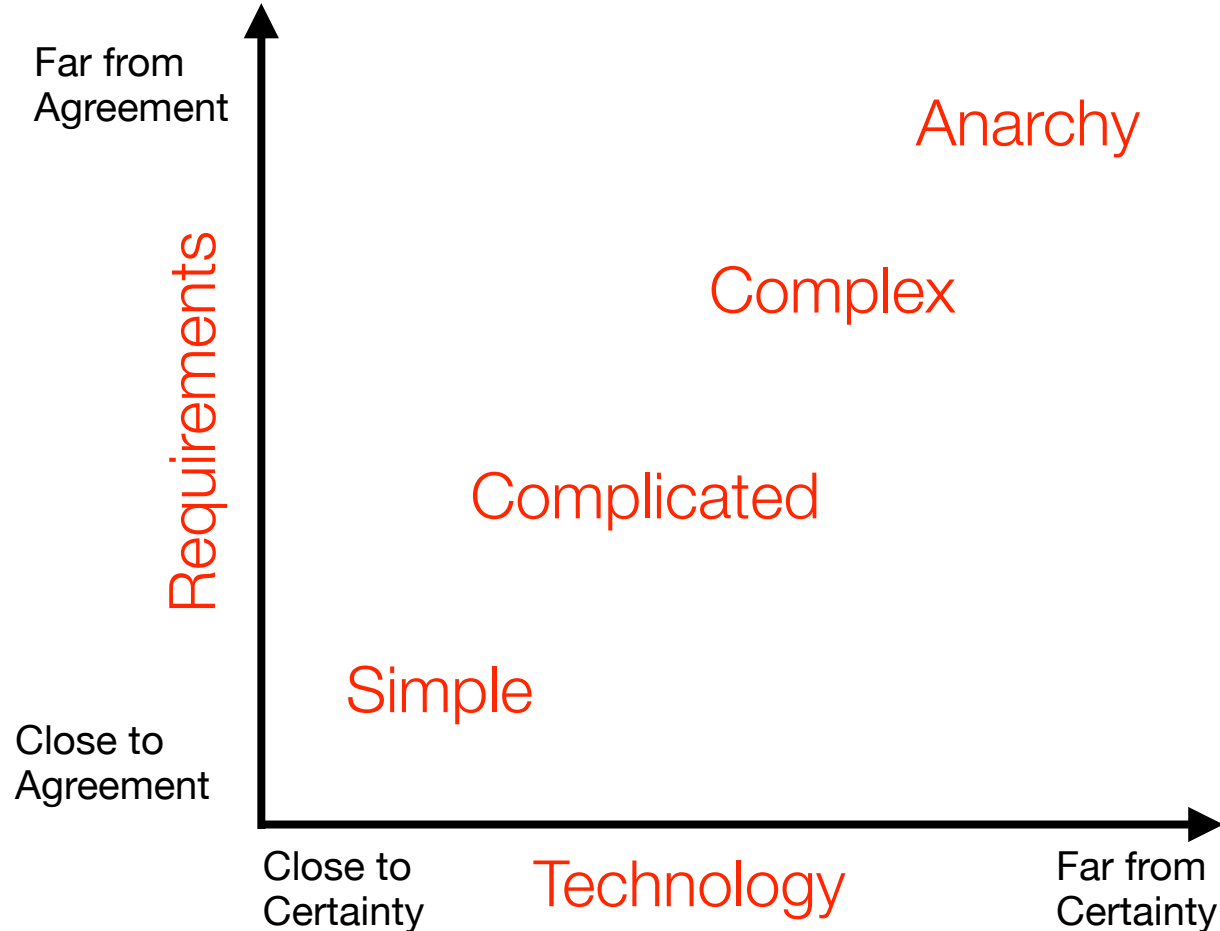 Far from
Agreement
Anarchy
Requirements
Complex
Complicated
Simple
Close to
Agreement
Close to
Certainty
Technology
Far from
Certainty